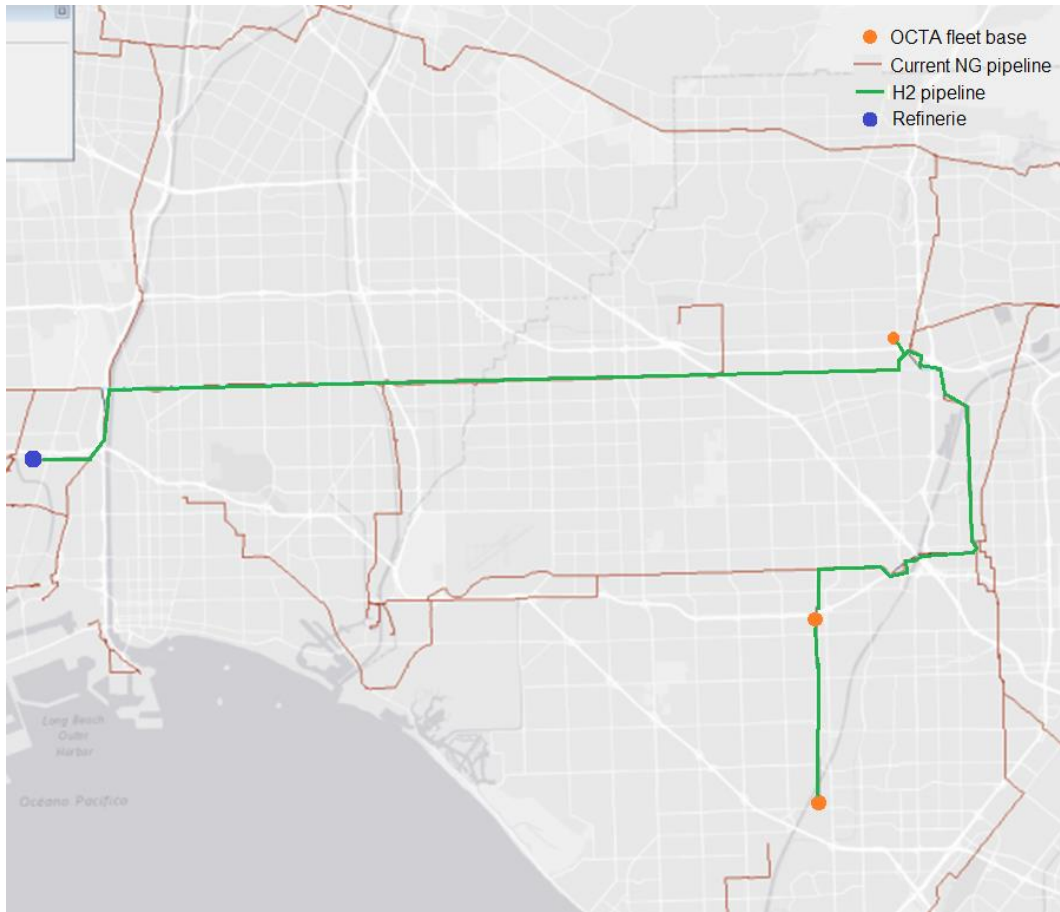 OCTA fleet base
Current NG pipeline
H2 pipeline
Refinerie
Long Beach
Outer
Harbor
Océano Pacífico